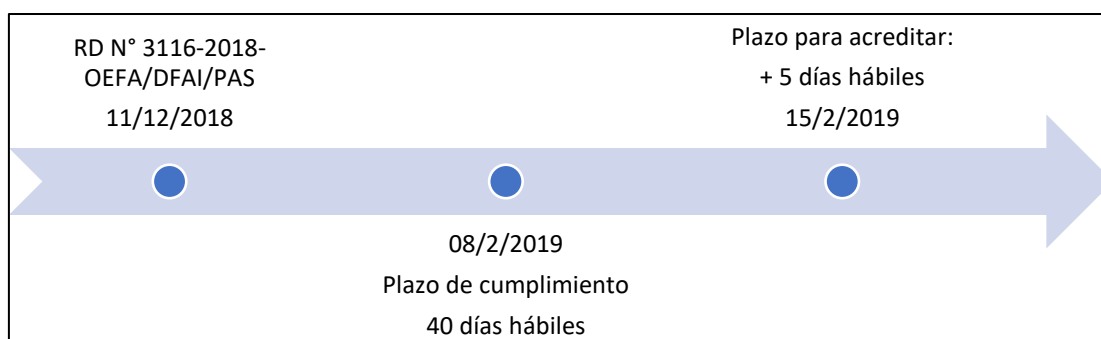 RD N° 3116-2018-
OEFA/DFAI/PAS
11/12/2018
08/2/2019
Plazo de cumplimiento
40 días hábiles
Plazo para acreditar:
+ 5 días hábiles
15/2/2019